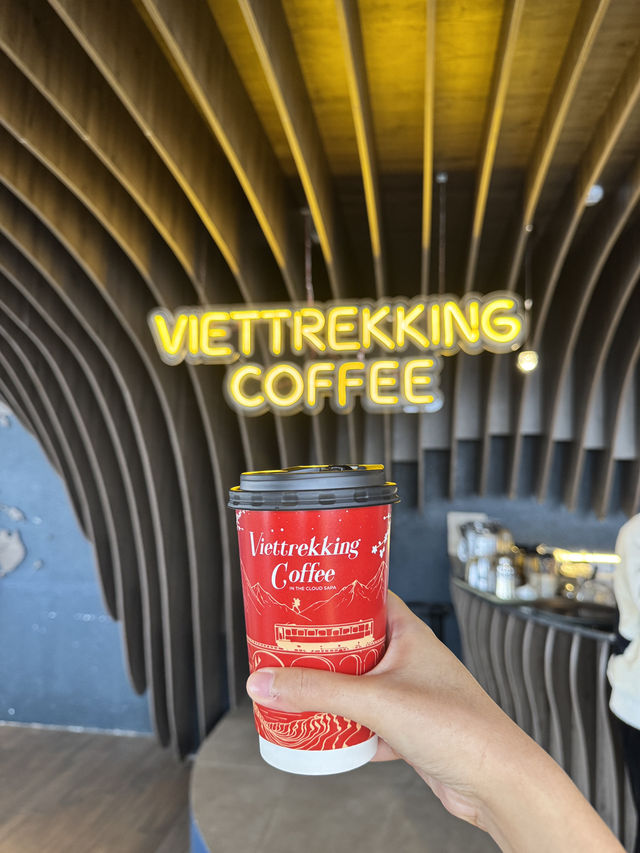 VIETTREKKING
COFFEE
Viettrekking
Coffee
IN THE CLOUD SAPA